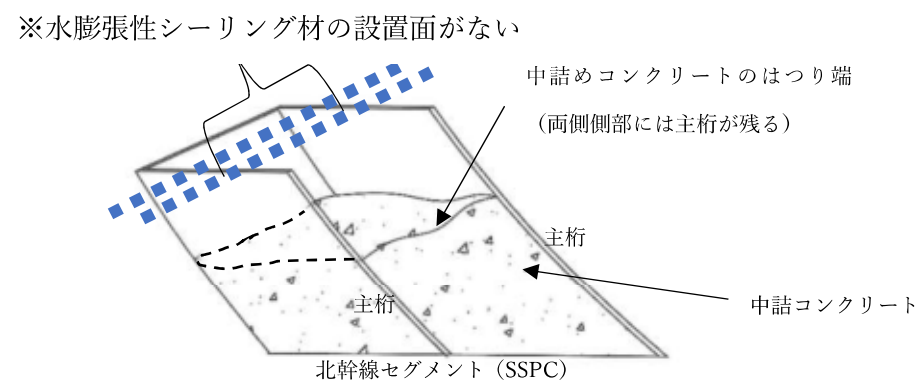 ※水膨張性シーリング材の設置面がない
中詰めコンクリートのはつり端
（両側側部には主桁が残る）
主桁
主桁
中詰コンクリート
北幹線セグメント（SSPC）